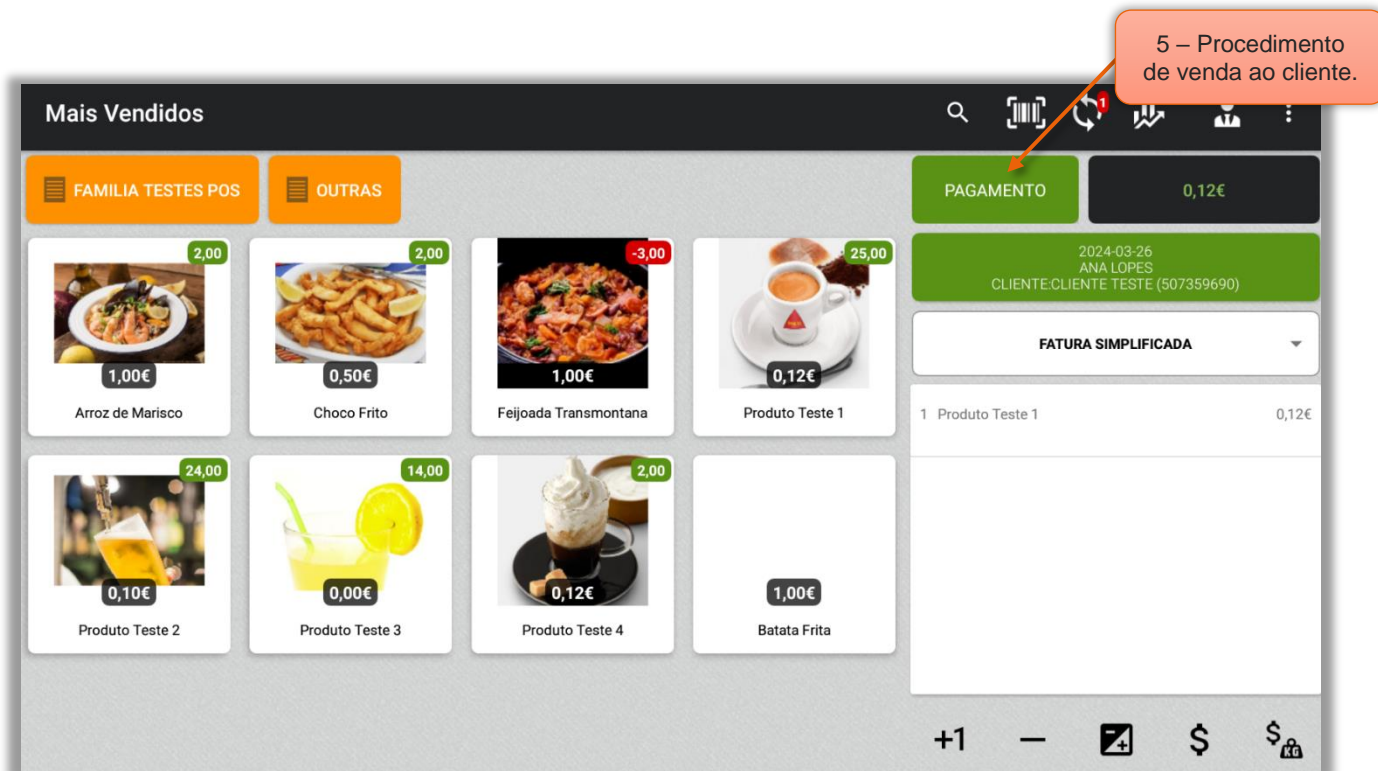 5 – Procedimento
de venda ao cliente.
Mais Vendidos
1
FAMILIA TESTES POS
OUTRAS
PAGAMENTO
0,12€
2024-03-26
ANA LOPES
CLIENTE:CLIENTE TESTE (507359690)
FATURA SIMPLIFICADA
1 Produto Teste 1 0,12€
2,00
1,00€
Arroz de Marisco
2,00
0,50€
Choco Frito
-3,00
1,00€
Feijoada Transmontana
25,00
0,12€
Produto Teste 1
24,00
0,10€
Produto Teste 2
14,00
0,00€
Produto Teste 3
2,00
0,12€
Produto Teste 4
1,00€
Batata Frita
+1 — $ $ KG